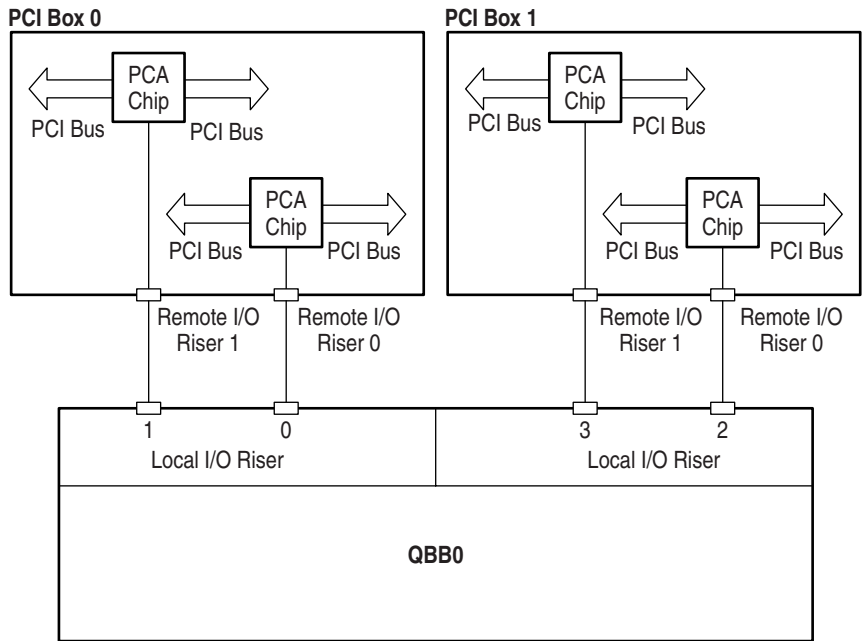 PCI Box 0
PCI Box 1
PCA
Chip
PCI Bus
PCI Bus
PCA
Chip
PCI Bus
PCI Bus
PCA
Chip
PCI Bus
PCI Bus
PCA
Chip
PCI Bus
PCI Bus
Remote I/O
Riser 1
Remote I/O
Riser 0
Remote I/O
Riser 1
Remote I/O
Riser 0
1
0
Local I/O Riser
3
2
Local I/O Riser
QBB0